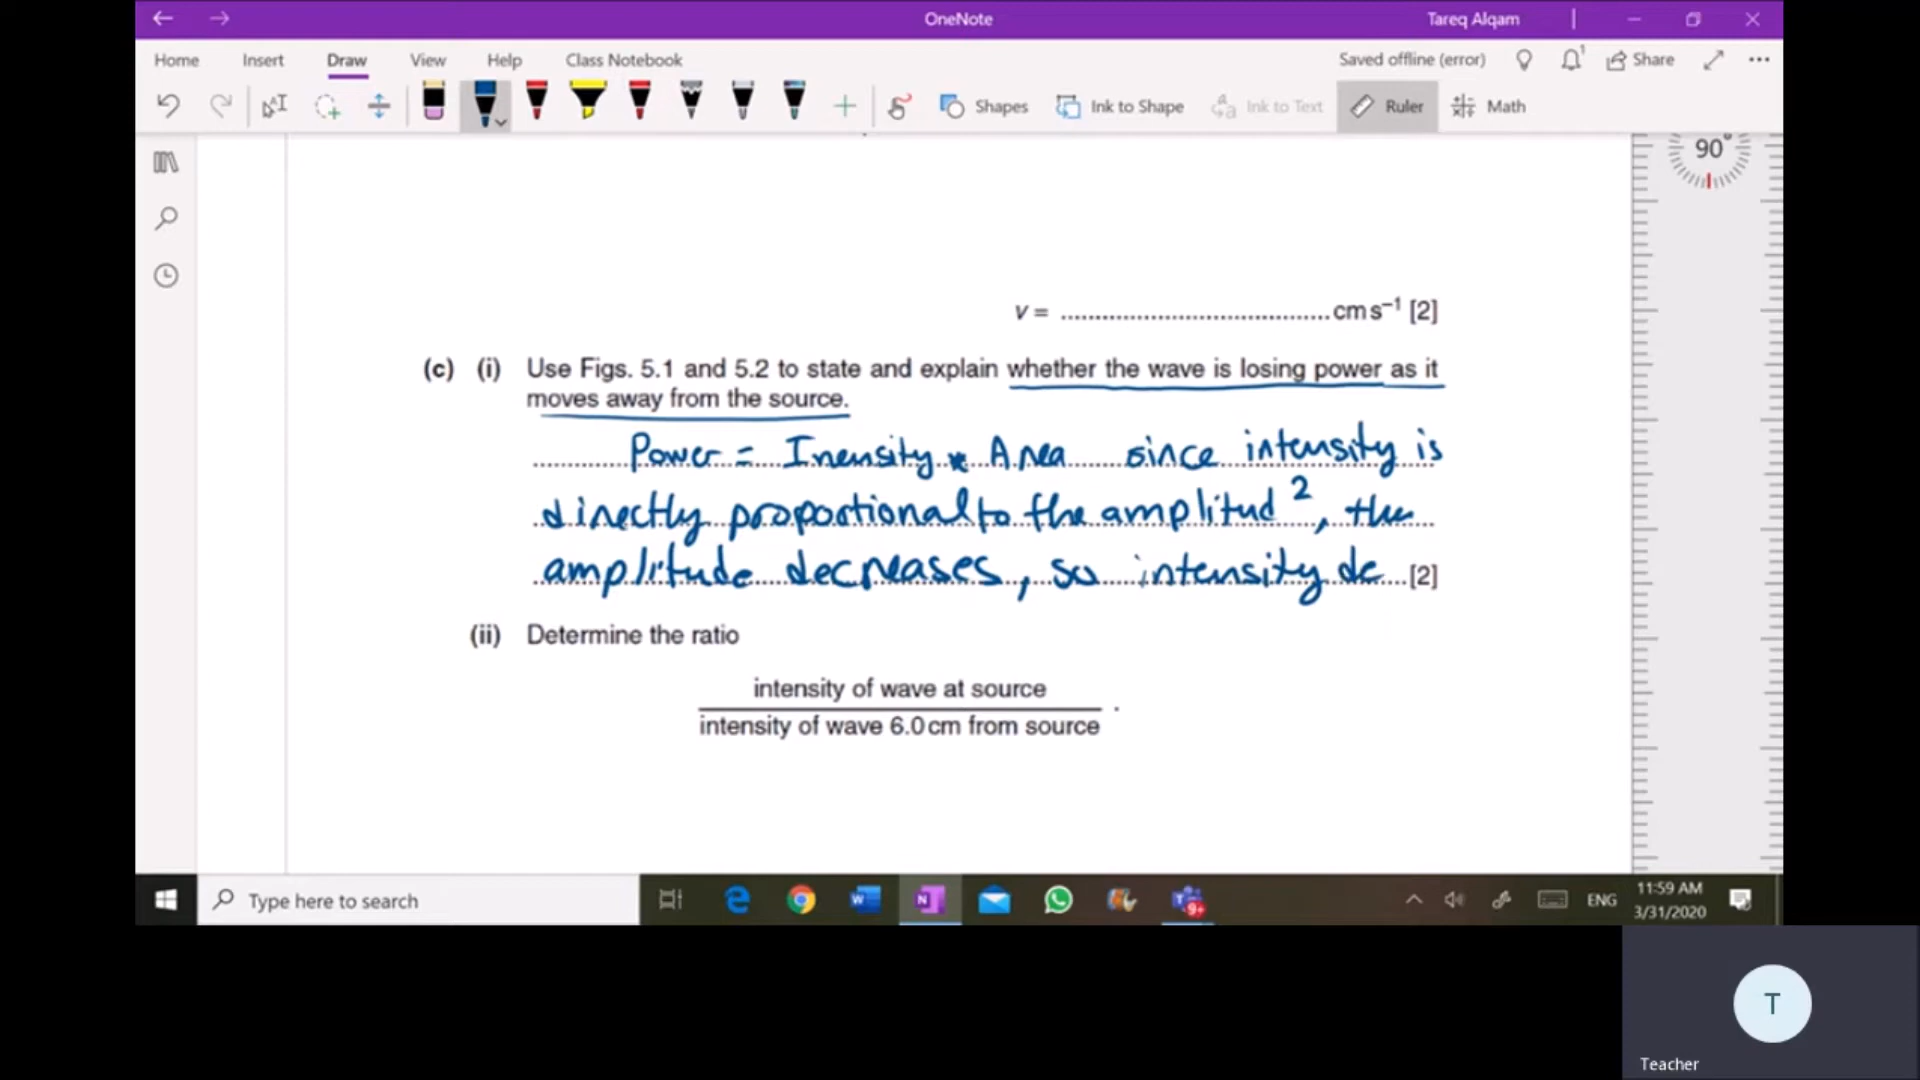 OneNote
Tareq Alqam
Home Insert Draw View Help Class Notebook
Saved offline (error) 1 Share
Shapes Ink to Shape Ink to Text Ruler Math
90°
v = ...................................... cm s⁻¹ [2]
(c) (i) Use Figs. 5.1 and 5.2 to state and explain whether the wave is losing power as it
moves away from the source.
Power = Inensity × Area since intensity is
directly proportional to the amplitud ², the
amplitude decreases, so intensity de [2]
(ii) Determine the ratio
intensity of wave at source
intensity of wave 6.0 cm from source .
Type here to search
9+
ENG
11:59 AM
3/31/2020
T
Teacher